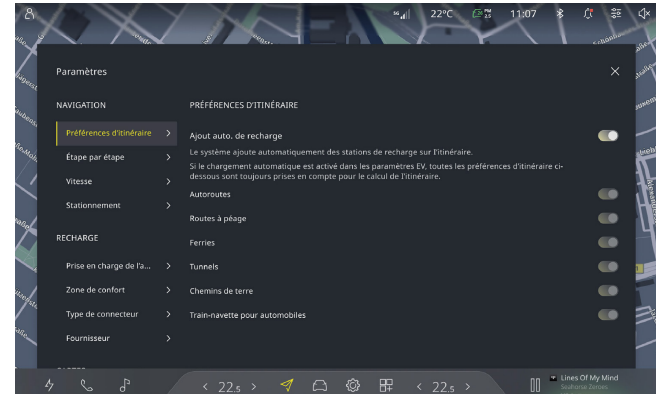 5G
22°C
PM 2.5
11:07
Paramètres
NAVIGATION
Préférences d'itinéraire
Étape par étape
Vitesse
Stationnement
RECHARGE
Prise en charge de l'a...
Zone de confort
Type de connecteur
Fournisseur
PRÉFÉRENCES D'ITINÉRAIRE
Ajout auto. de recharge
Le système ajoute automatiquement des stations de recharge sur l'itinéraire.
Si le chargement automatique est activé dans les paramètres EV, toutes les préférences d'itinéraire ci-
dessous sont toujours prises en compte pour le calcul de l'itinéraire.
Autoroutes
Routes à péage
Ferries
Tunnels
Chemins de terre
Train-navette pour automobiles
22.5
22.5
Lines Of My Mind